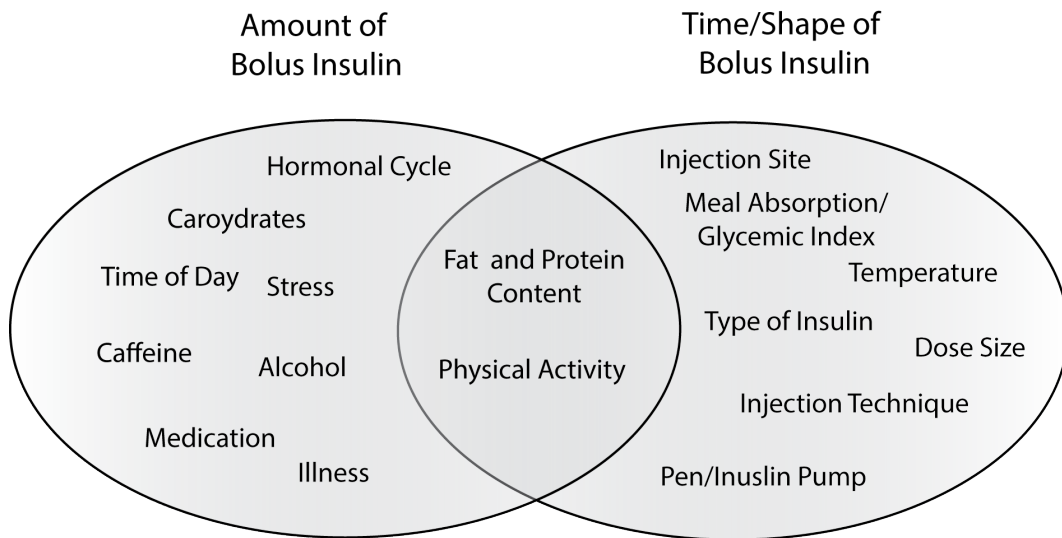 Amount of
Bolus Insulin
Time/Shape of
Bolus Insulin
Hormonal Cycle
Caroydrates
Time of Day
Stress
Caffeine
Alcohol
Medication
Illness
Fat and Protein
Content
Physical Activity
Injection Site
Meal Absorption/
Glycemic Index
Temperature
Type of Insulin
Dose Size
Injection Technique
Pen/Inuslin Pump